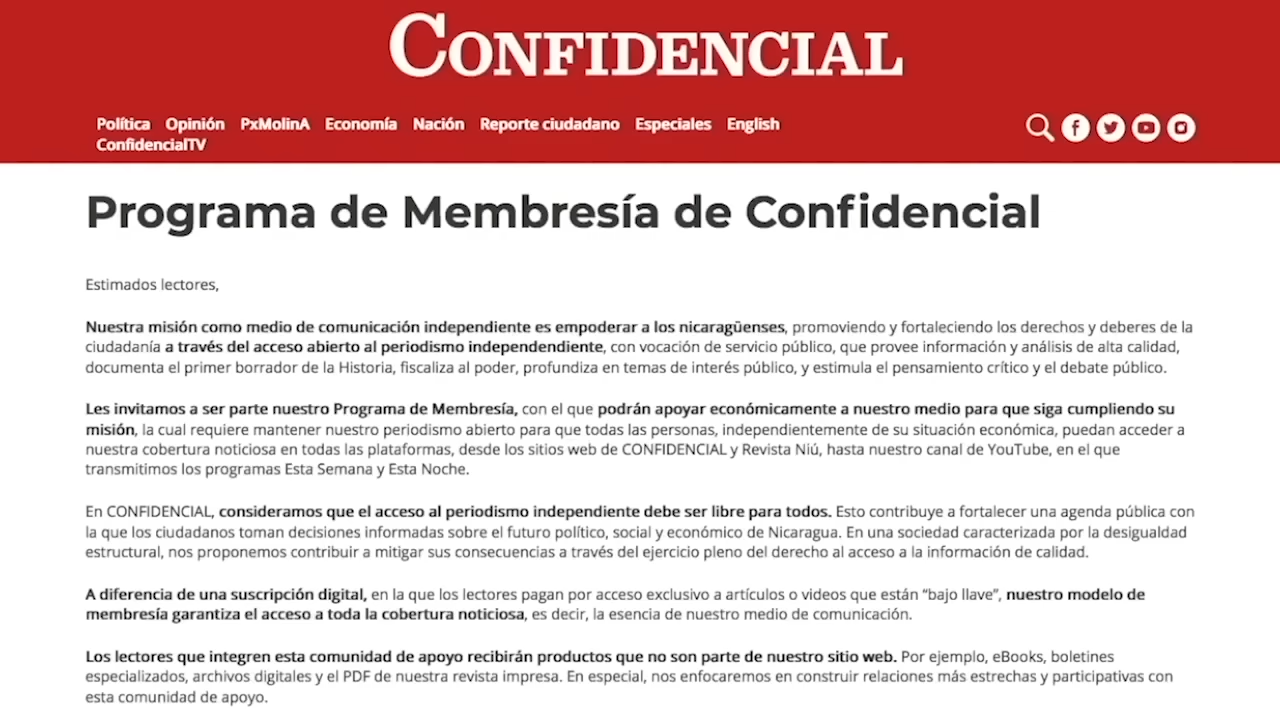 CONFIDENCIAL
Política Opinión PxMolinA Economía Nación Reporte ciudadano Especiales English
ConfidencialTV
Programa de Membresía de Confidencial
Estimados lectores,
Nuestra misión como medio de comunicación independiente es empoderar a los nicaragüenses, promoviendo y fortaleciendo los derechos y deberes de la
ciudadanía a través del acceso abierto al periodismo independendiente, con vocación de servicio público, que provee información y análisis de alta calidad,
documenta el primer borrador de la Historia, fiscaliza al poder, profundiza en temas de interés público, y estimula el pensamiento crítico y el debate público.
Les invitamos a ser parte nuestro Programa de Membresía, con el que podrán apoyar económicamente a nuestro medio para que siga cumpliendo su
misión, la cual requiere mantener nuestro periodismo abierto para que todas las personas, independientemente de su situación económica, puedan acceder a
nuestra cobertura noticiosa en todas las plataformas, desde los sitios web de CONFIDENCIAL y Revista Niú, hasta nuestro canal de YouTube, en el que
transmitimos los programas Esta Semana y Esta Noche.
En CONFIDENCIAL, consideramos que el acceso al periodismo independiente debe ser libre para todos. Esto contribuye a fortalecer una agenda pública con
la que los ciudadanos toman decisiones informadas sobre el futuro político, social y económico de Nicaragua. En una sociedad caracterizada por la desigualdad
estructural, nos proponemos contribuir a mitigar sus consecuencias a través del ejercicio pleno del derecho al acceso a la información de calidad.
A diferencia de una suscripción digital, en la que los lectores pagan por acceso exclusivo a artículos o videos que están “bajo llave”, nuestro modelo de
membresía garantiza el acceso a toda la cobertura noticiosa, es decir, la esencia de nuestro medio de comunicación.
Los lectores que integren esta comunidad de apoyo recibirán productos que no son parte de nuestro sitio web. Por ejemplo, eBooks, boletines
especializados, archivos digitales y el PDF de nuestra revista impresa. En especial, nos enfocaremos en construir relaciones más estrechas y participativas con
esta comunidad de apoyo.